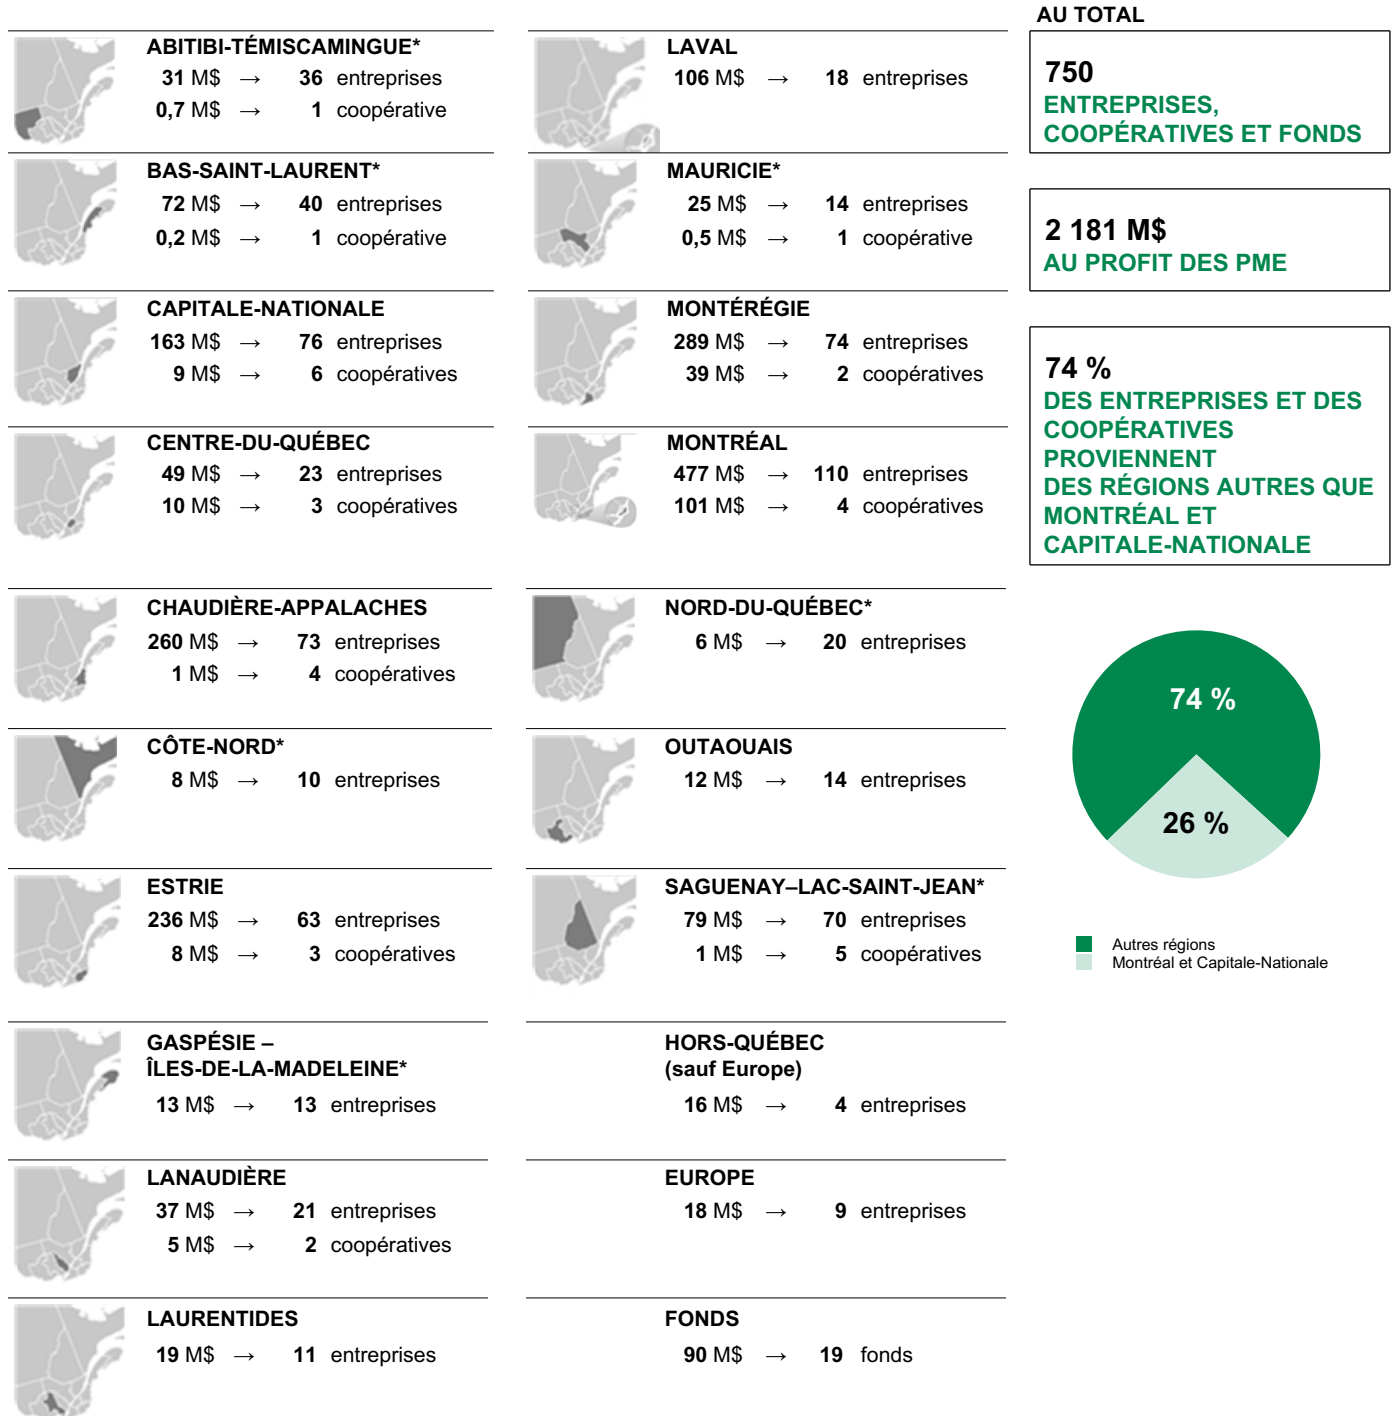 ABITIBI-TÉMISCAMINGUE*
31 M$ → 36 entreprises
0,7 M$ → 1 coopérative
BAS-SAINT-LAURENT*
72 M$ → 40 entreprises
0,2 M$ → 1 coopérative
CAPITALE-NATIONALE
163 M$ → 76 entreprises
9 M$ → 6 coopératives
CENTRE-DU-QUÉBEC
49 M$ → 23 entreprises
10 M$ → 3 coopératives
CHAUDIÈRE-APPALACHES
260 M$ → 73 entreprises
1 M$ → 4 coopératives
CÔTE-NORD*
8 M$ → 10 entreprises
ESTRIE
236 M$ → 63 entreprises
8 M$ → 3 coopératives
GASPÉSIE –
ÎLES-DE-LA-MADELEINE*
13 M$ → 13 entreprises
LANAUDIÈRE
37 M$ → 21 entreprises
5 M$ → 2 coopératives
LAURENTIDES
19 M$ → 11 entreprises
LAVAL
106 M$ → 18 entreprises
MAURICIE*
25 M$ → 14 entreprises
0,5 M$ → 1 coopérative
MONTÉRÉGIE
289 M$ → 74 entreprises
39 M$ → 2 coopératives
MONTRÉAL
477 M$ → 110 entreprises
101 M$ → 4 coopératives
NORD-DU-QUÉBEC*
6 M$ → 20 entreprises
OUTAOUAIS
12 M$ → 14 entreprises
SAGUENAY–LAC-SAINT-JEAN*
79 M$ → 70 entreprises
1 M$ → 5 coopératives
HORS-QUÉBEC
(sauf Europe)
16 M$ → 4 entreprises
EUROPE
18 M$ → 9 entreprises
FONDS
90 M$ → 19 fonds
AU TOTAL
750
ENTREPRISES,
COOPÉRATIVES ET FONDS
2 181 M$
AU PROFIT DES PME
74 %
DES ENTREPRISES ET DES
COOPÉRATIVES
PROVIENNENT
DES RÉGIONS AUTRES QUE
MONTRÉAL ET
CAPITALE-NATIONALE
74 %
26 %
Autres régions
Montréal et Capitale-Nationale